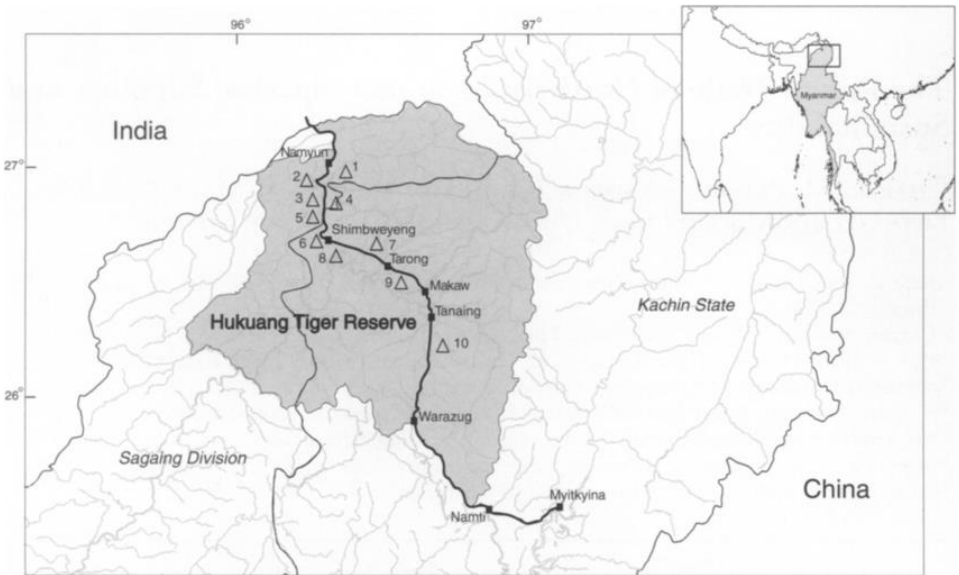 96°
97°
India
Myanmar
27°
Namyun
1
2
3
4
5
Shimbweyeng
6
7
8
Tarong
9
Makaw
Tanaing
Kachin State
Hukuang Tiger Reserve
10
26°
Warazug
Sagaing Division
China
Myitkyina
Namti